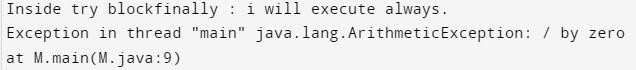 Inside try blockfinally : i will execute always.
Exception in thread "main" java.lang.ArithmeticException: / by zero
at M.main(M.java:9)